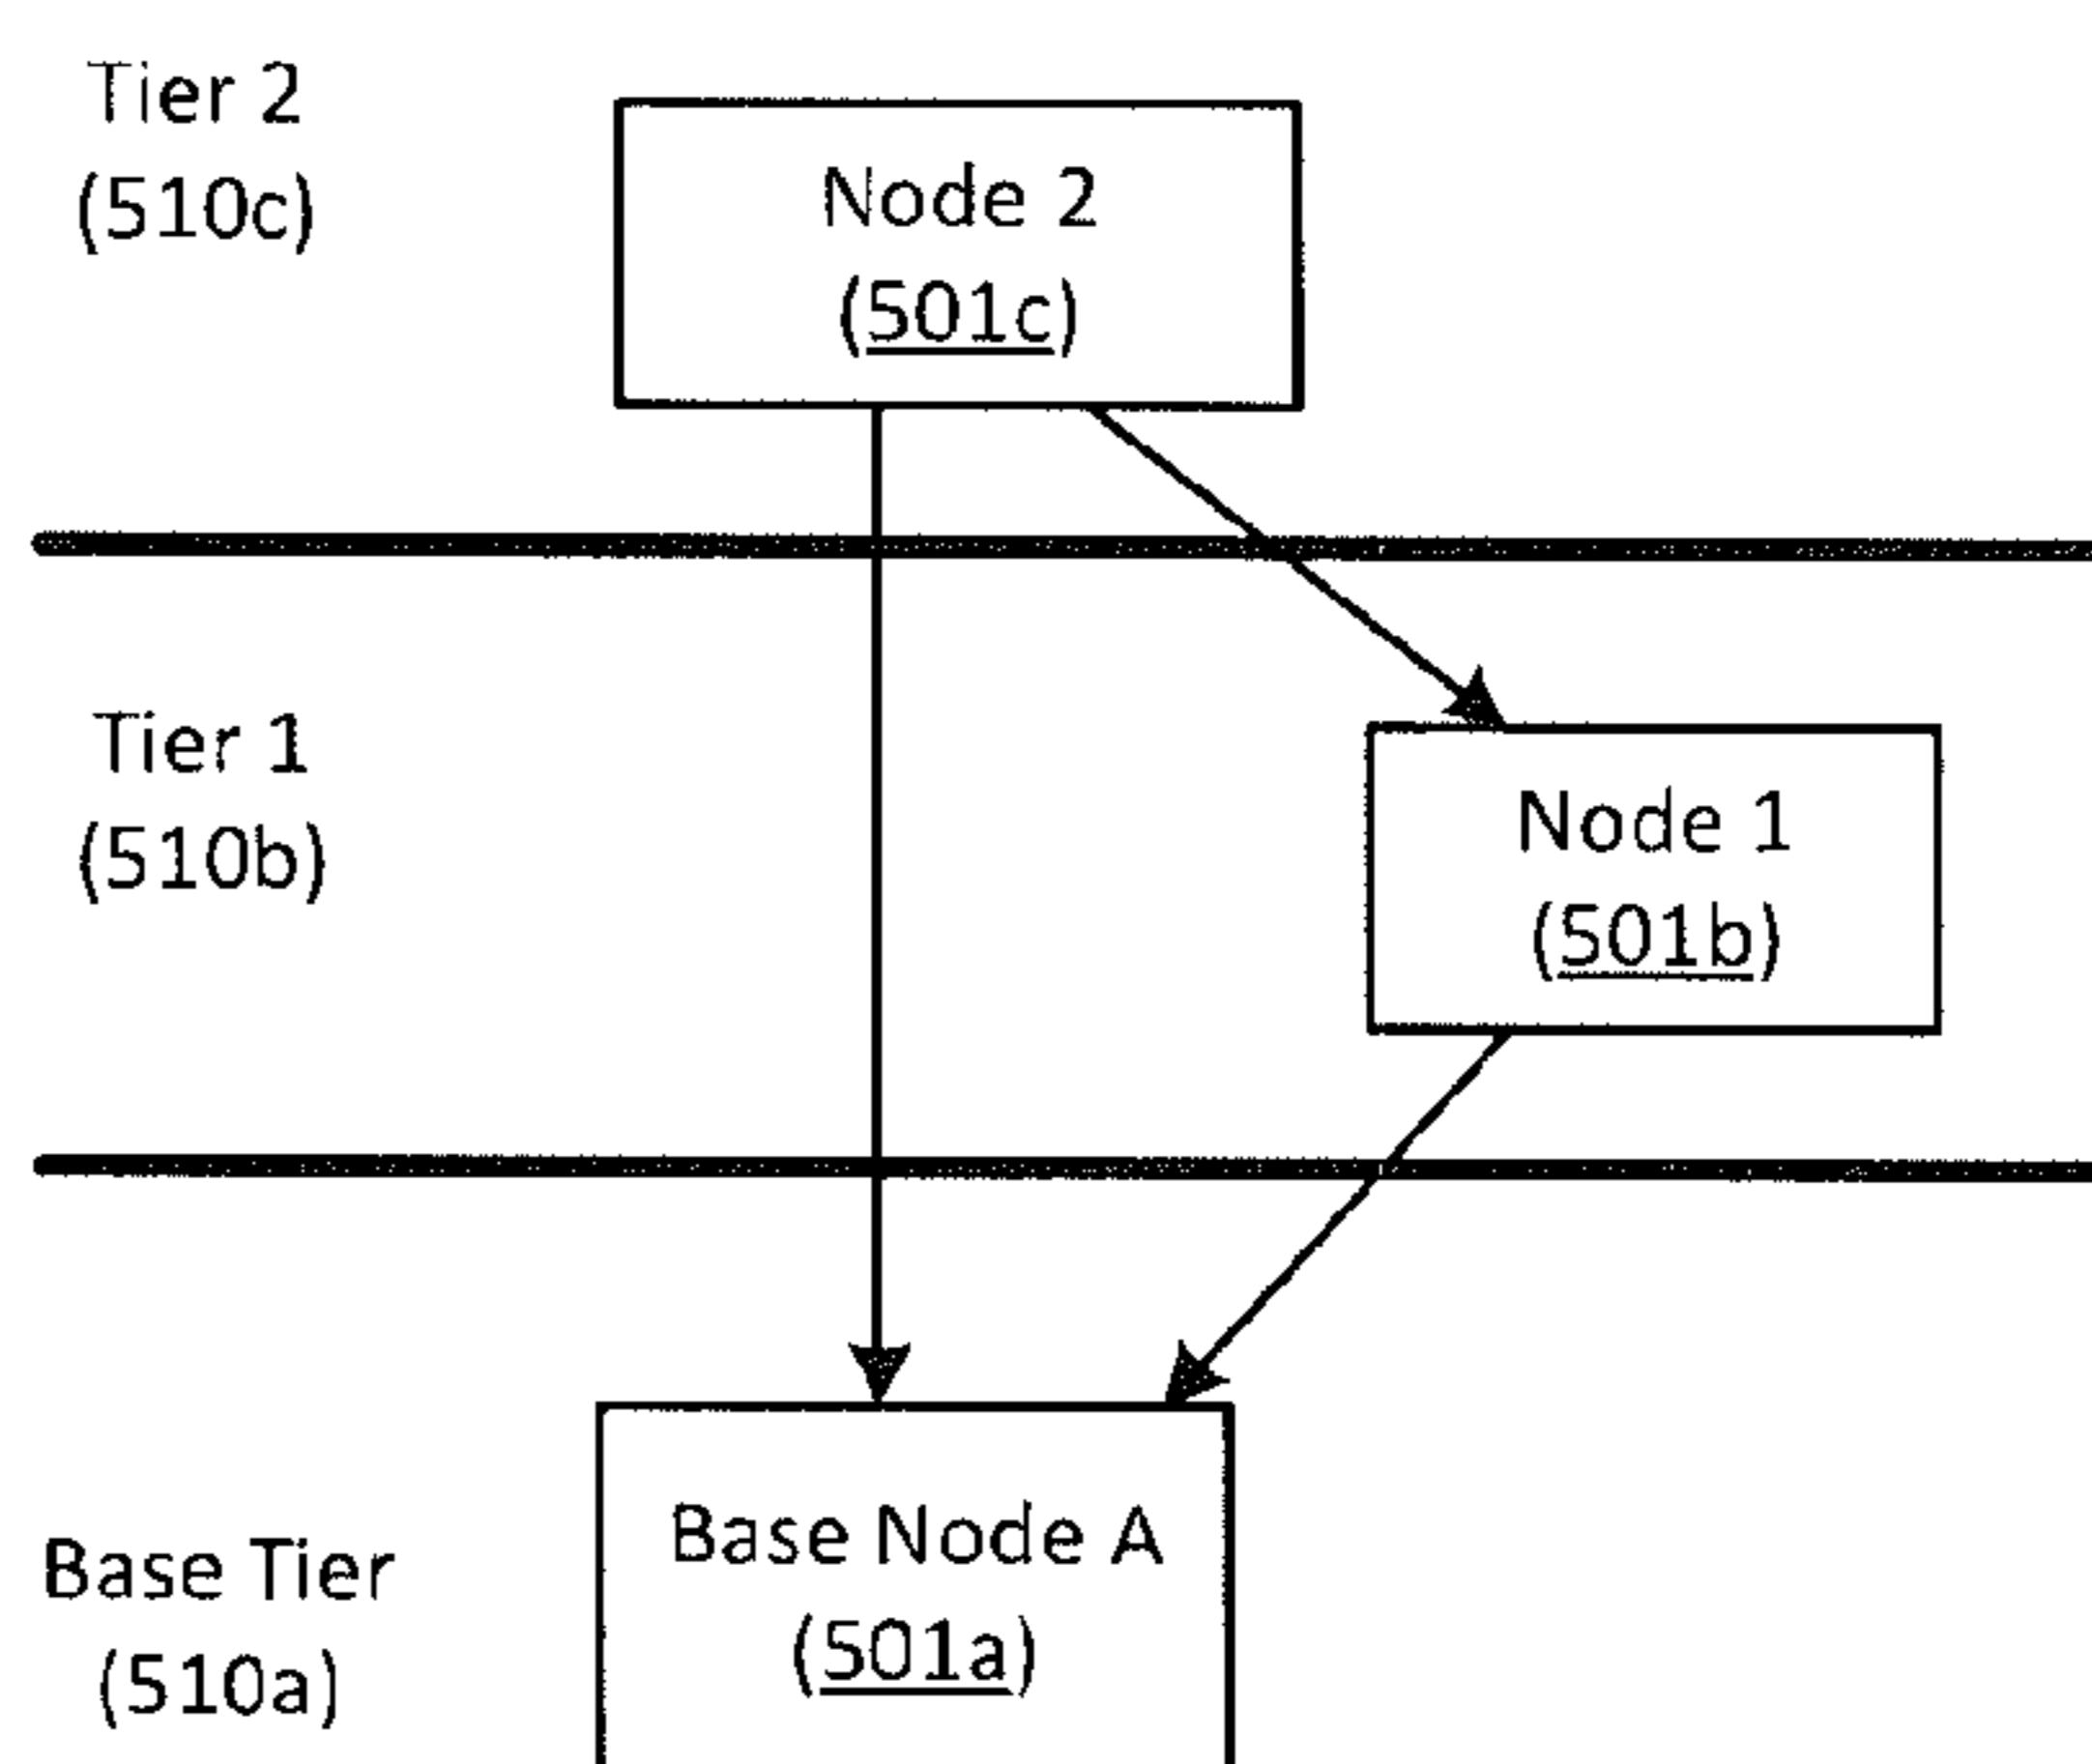 Tier 2
(510c)
Node 2
(501c)
Tier 1
(510b)
Node 1
(501b)
Base Node A
(501a)
Base Tier
(510a)